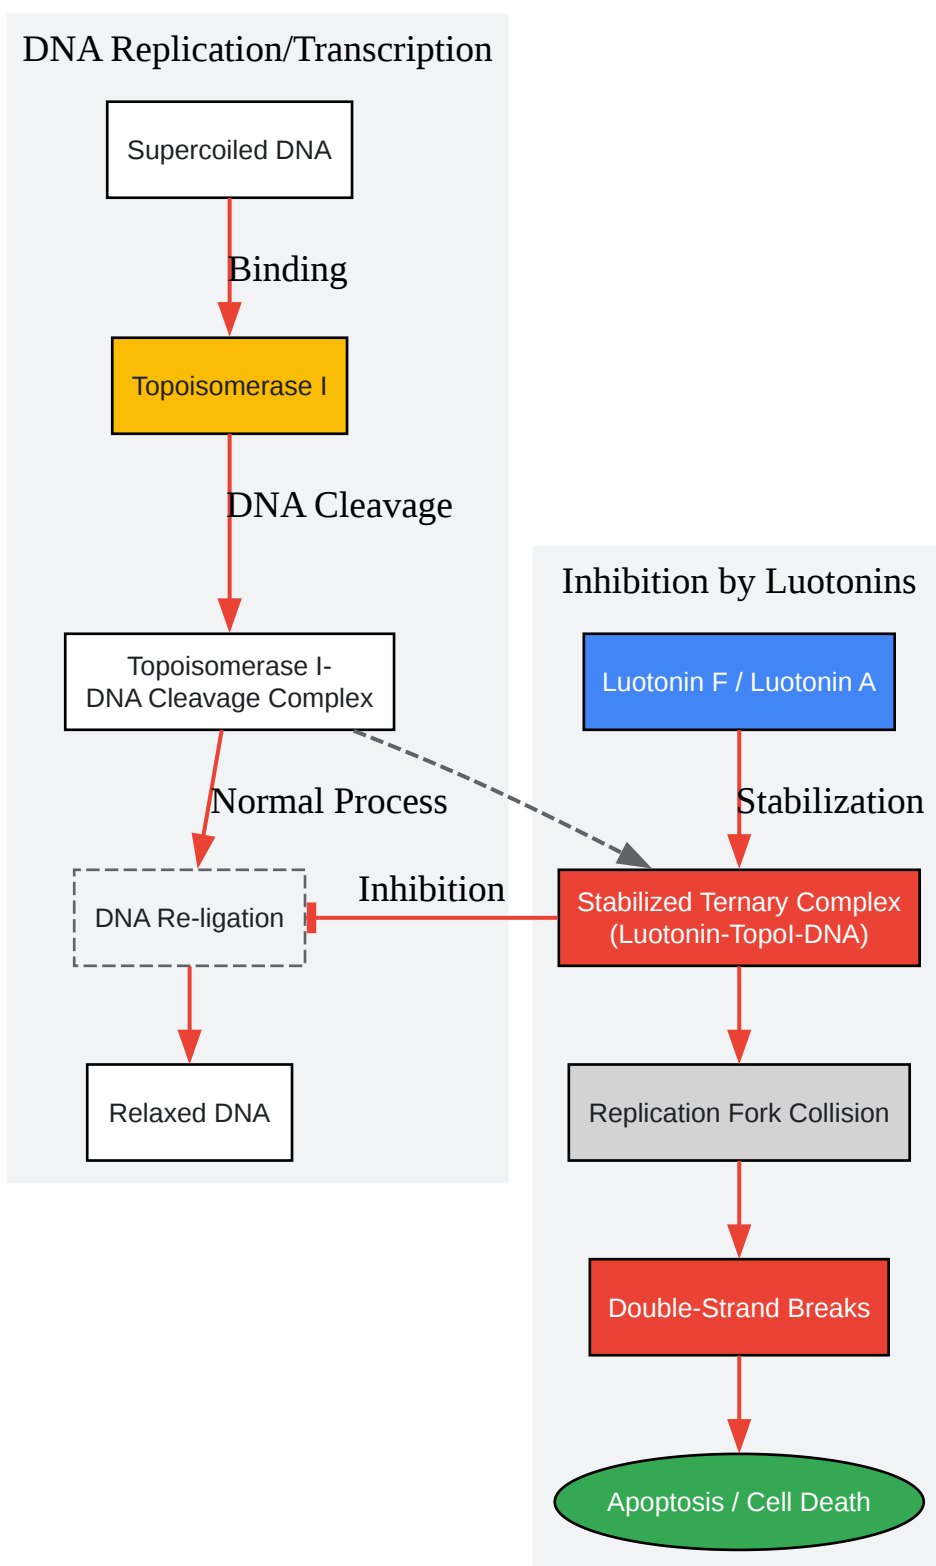 DNA Replication/Transcription
Supercoiled DNA
Binding
Topoisomerase I
DNA Cleavage
Topoisomerase I-
DNA Cleavage Complex
Normal Process
DNA Re-ligation
Relaxed DNA
Inhibition
Inhibition by Luotonins
Luotonin F / Luotonin A
Stabilization
Stabilized Ternary Complex
(Luotonin-TopoI-DNA)
Replication Fork Collision
Double-Strand Breaks
Apoptosis / Cell Death